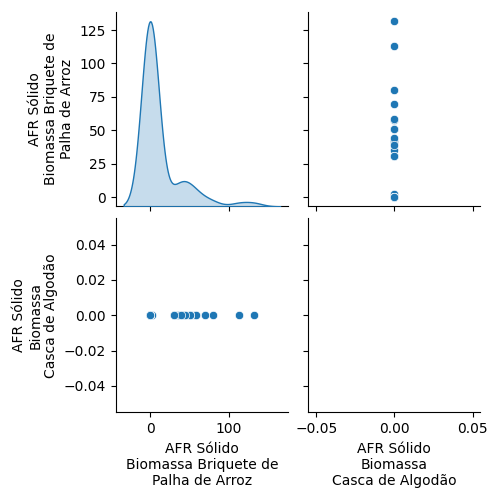 125
100
75
50
25
0
AFR Sólido
Biomassa Briquete de
Palha de Arroz
0.04
0.02
0.00
−0.02
−0.04
AFR Sólido
Biomassa
Casca de Algodão
0
100
AFR Sólido
Biomassa Briquete de
Palha de Arroz
−0.05
0.00
0.05
AFR Sólido
Biomassa
Casca de Algodão